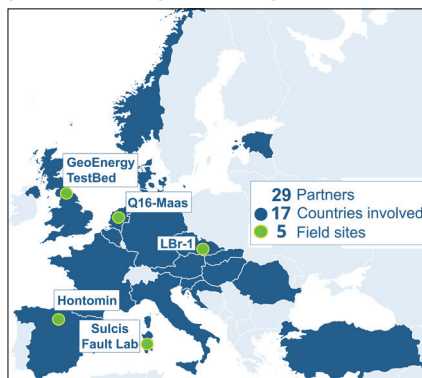 GeoEnergy
TestBed
Q16-Maas
29 Partners
17 Countries involved
5 Field sites
LBr-1
Hontomin
Sulcis
Fault Lab